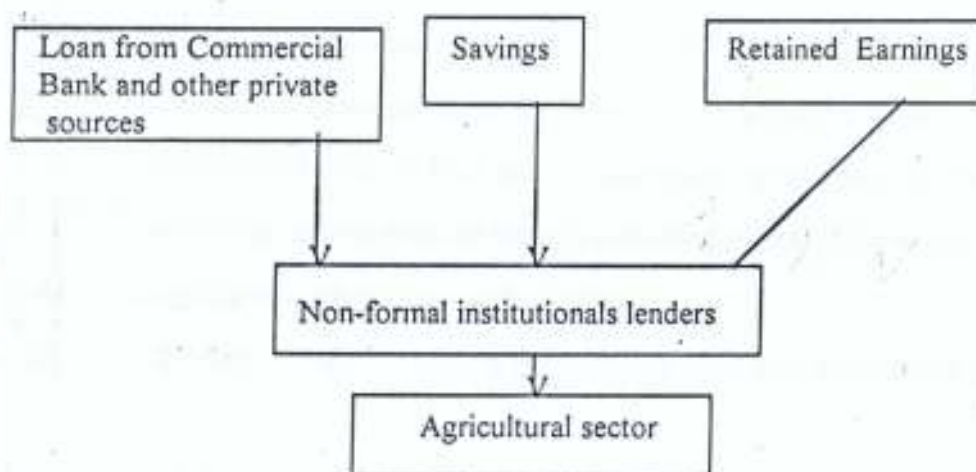 Loan from Commercial
Bank and other private
sources
Savings
Retained Earnings
Non-formal institutionals lenders
Agricultural sector